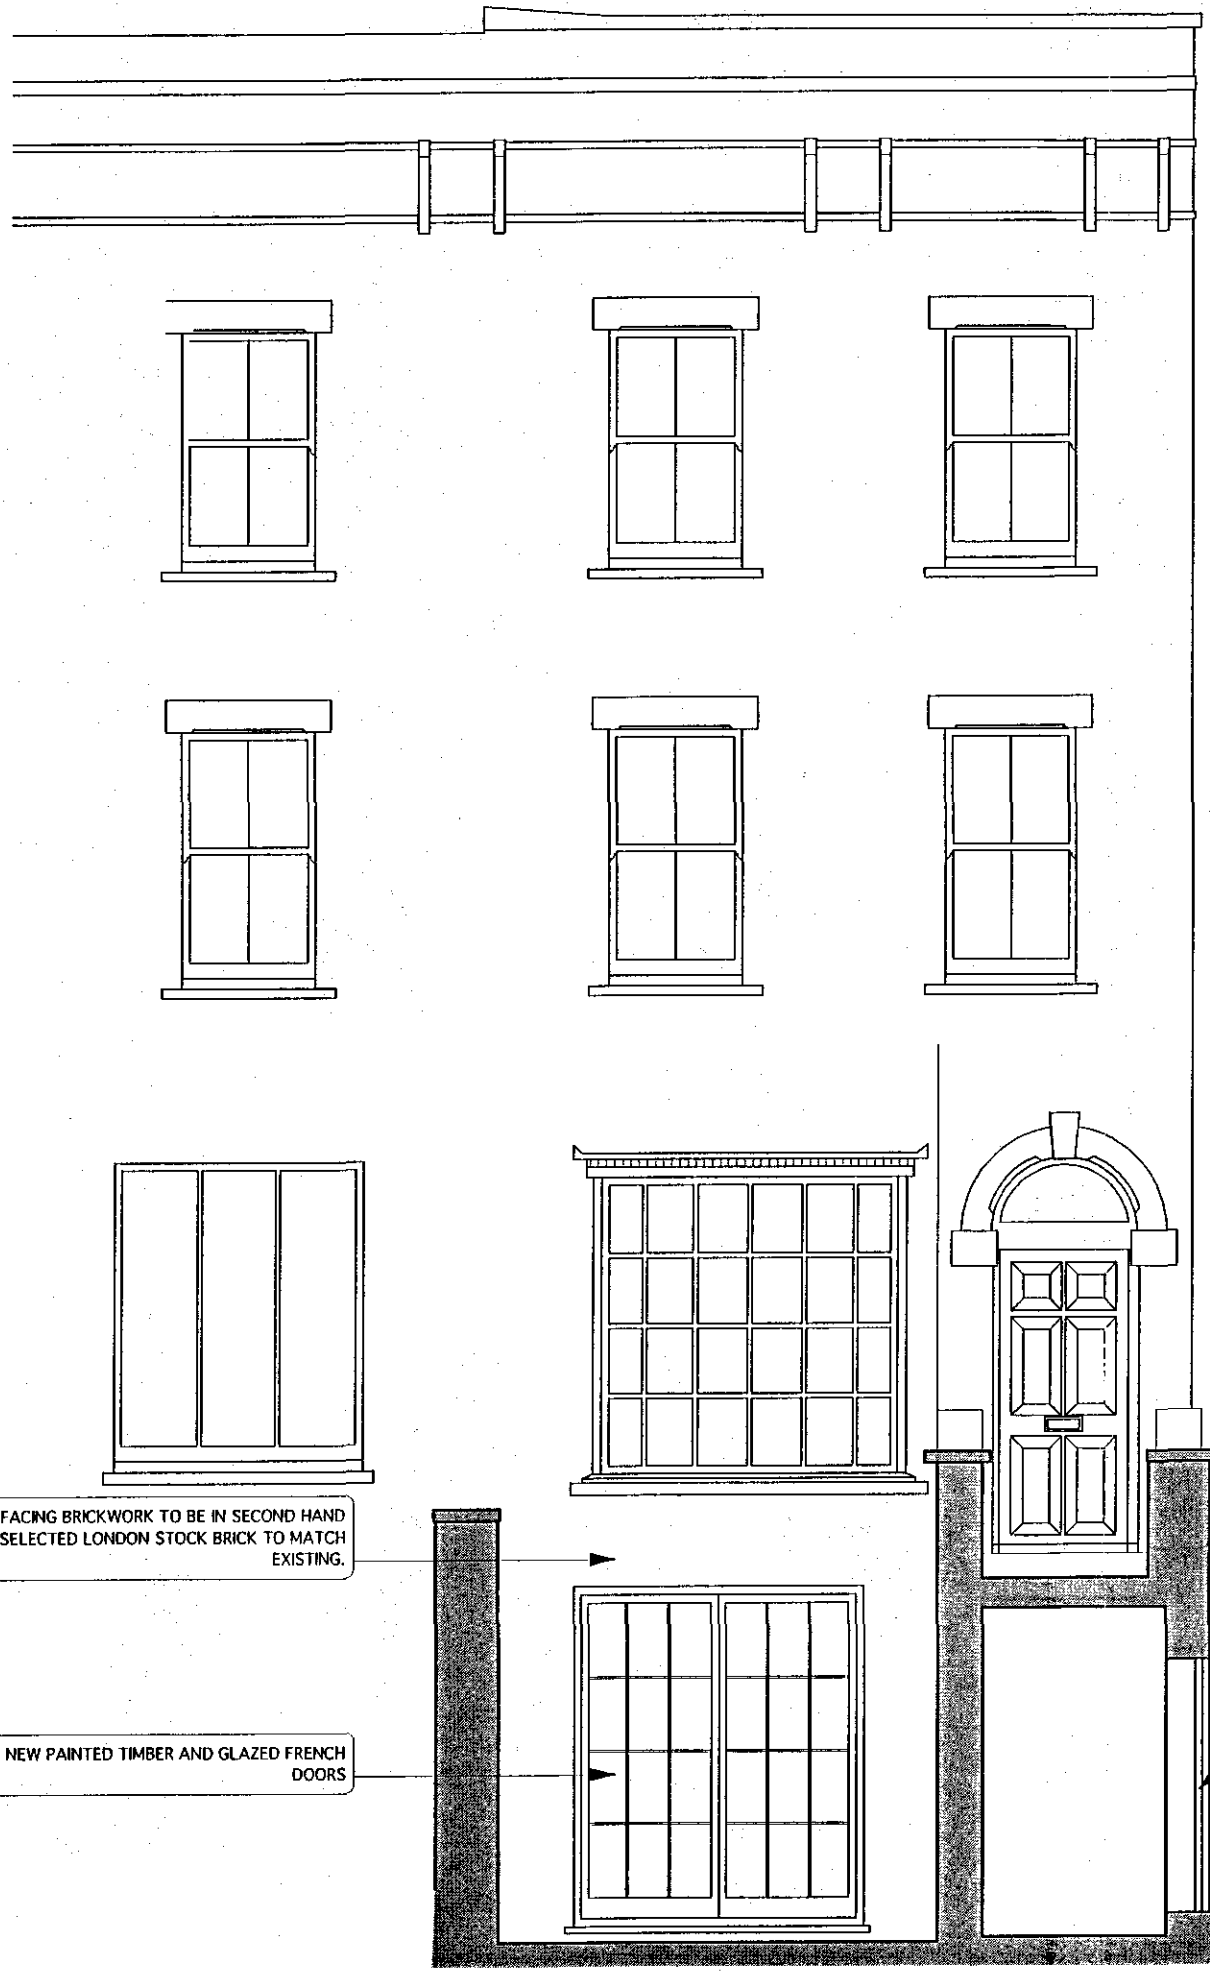 FACING BRICKWORK TO BE IN SECOND HAND
SELECTED LONDON STOCK BRICK TO MATCH
EXISTING.
NEW PAINTED TIMBER AND GLAZED FRENCH
DOORS